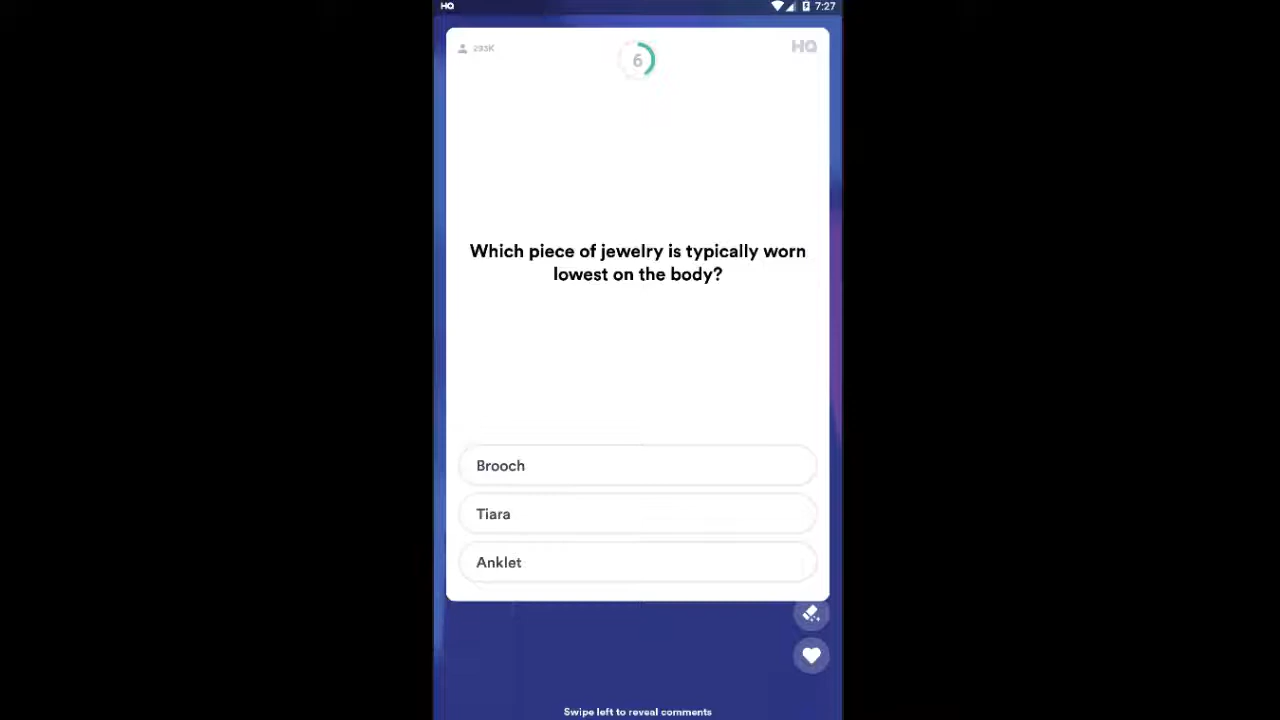 HQ 7:27
293K 6 HQ
Which piece of jewelry is typically worn
lowest on the body?
Brooch
Tiara
Anklet
Swipe left to reveal comments